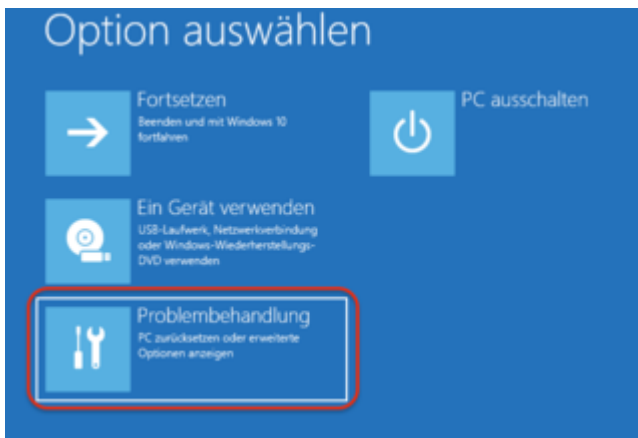 Option auswählen
Fortsetzen
Beenden und mit Windows 10
fortfahren
PC ausschalten
Ein Gerät verwenden
USB-Laufwerk, Netzwerkverbindung
oder Windows-Wiederherstellungs-
DVD verwenden
Problembehandlung
PC zurücksetzen oder erweiterte
Optionen anzeigen